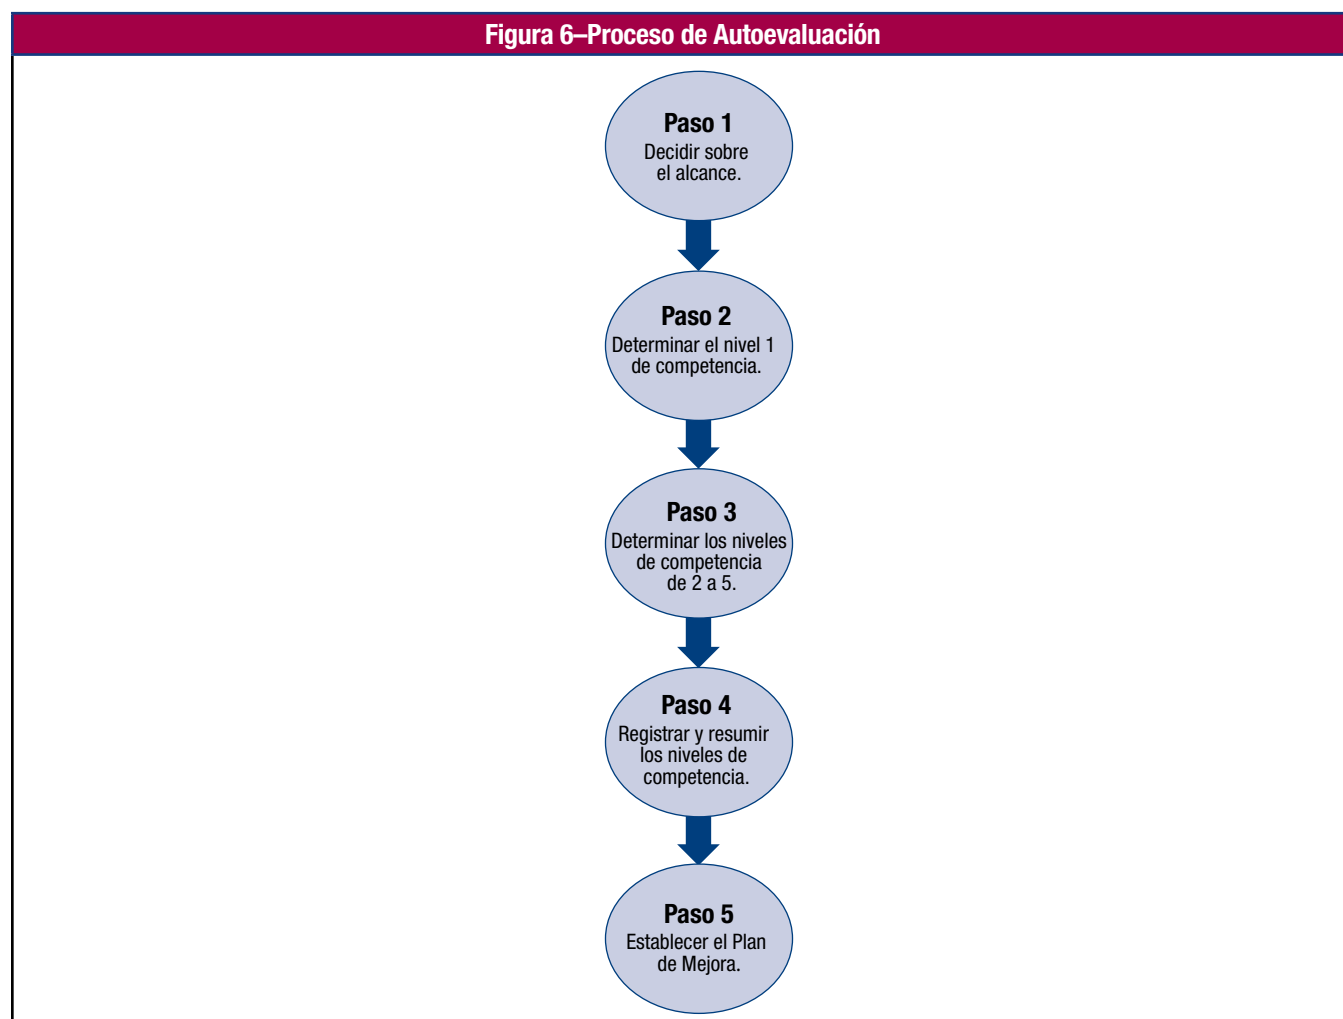 Figura 6–Proceso de Autoevaluación
Paso 1
Decidir sobre
el alcance.
Paso 2
Determinar el nivel 1
de competencia.
Paso 3
Determinar los niveles
de competencia
de 2 a 5.
Paso 4
Registrar y resumir
los niveles de
competencia.
Paso 5
Establecer el Plan
de Mejora.